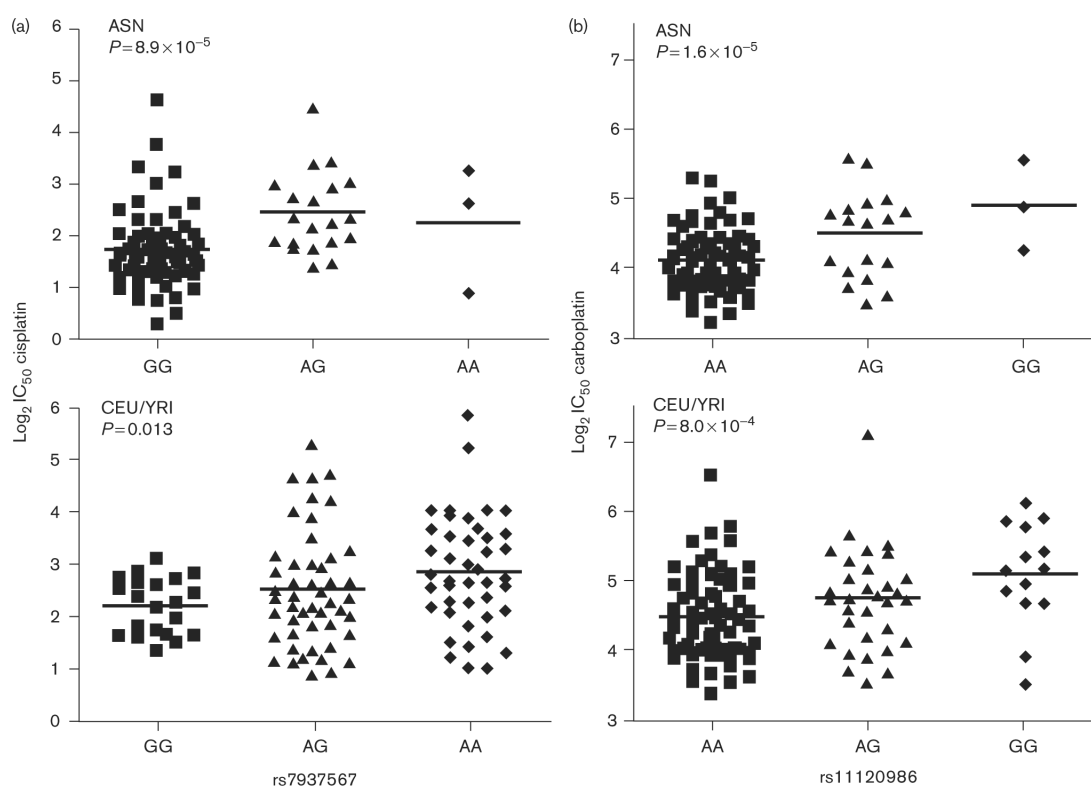 (a)
ASN
P=8.9×10⁻⁵
6
5
4
3
2
1
0
GG AG AA
CEU/YRI
P=0.013
6
5
4
3
2
1
0
GG AG AA
rs7937567
Log₂ IC₅₀ cisplatin
(b)
ASN
P=1.6×10⁻⁵
7
6
5
4
3
AA AG GG
CEU/YRI
P=8.0×10⁻⁴
7
6
5
4
3
AA AG GG
rs11120986
Log₂ IC₅₀ carboplatin